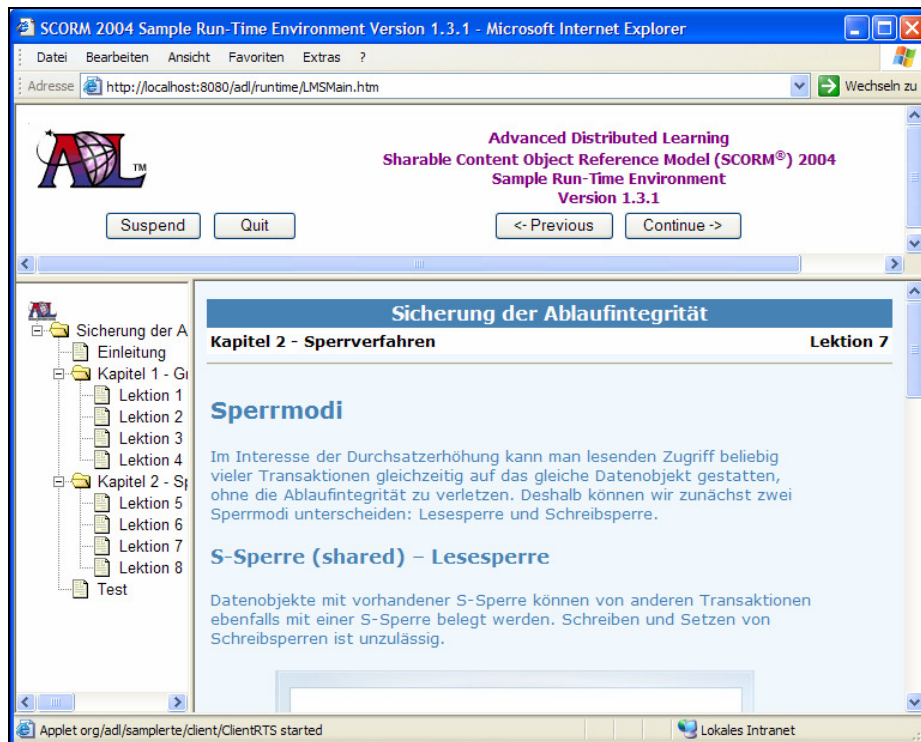 SCORM 2004 Sample Run-Time Environment Version 1.3.1 - Microsoft Internet Explorer
Datei Bearbeiten Ansicht Favoriten Extras ?
Adresse http://localhost:8080/adl/runtime/LMSMain.htm Wechseln zu
ADL TM
Advanced Distributed Learning
Sharable Content Object Reference Model (SCORM®) 2004
Sample Run-Time Environment
Version 1.3.1
Suspend Quit <- Previous Continue ->
ADL
Sicherung der A
Einleitung
Kapitel 1 - Gr
Lektion 1
Lektion 2
Lektion 3
Lektion 4
Kapitel 2 - Sp
Lektion 5
Lektion 6
Lektion 7
Lektion 8
Test
Sicherung der Ablaufintegrität
Kapitel 2 - Sperrverfahren Lektion 7
Sperrmodi
Im Interesse der Durchsatzerhöhung kann man lesenden Zugriff beliebig
vieler Transaktionen gleichzeitig auf das gleiche Datenobjekt gestatten,
ohne die Ablaufintegrität zu verletzen. Deshalb können wir zunächst zwei
Sperrmodi unterscheiden: Lesesperre und Schreibsperre.
S-Sperre (shared) – Lesesperre
Datenobjekte mit vorhandener S-Sperre können von anderen Transaktionen
ebenfalls mit einer S-Sperre belegt werden. Schreiben und Setzen von
Schreibsperren ist unzulässig.
Applet org/adl/samplerte/client/ClientRTS started Lokales Intranet